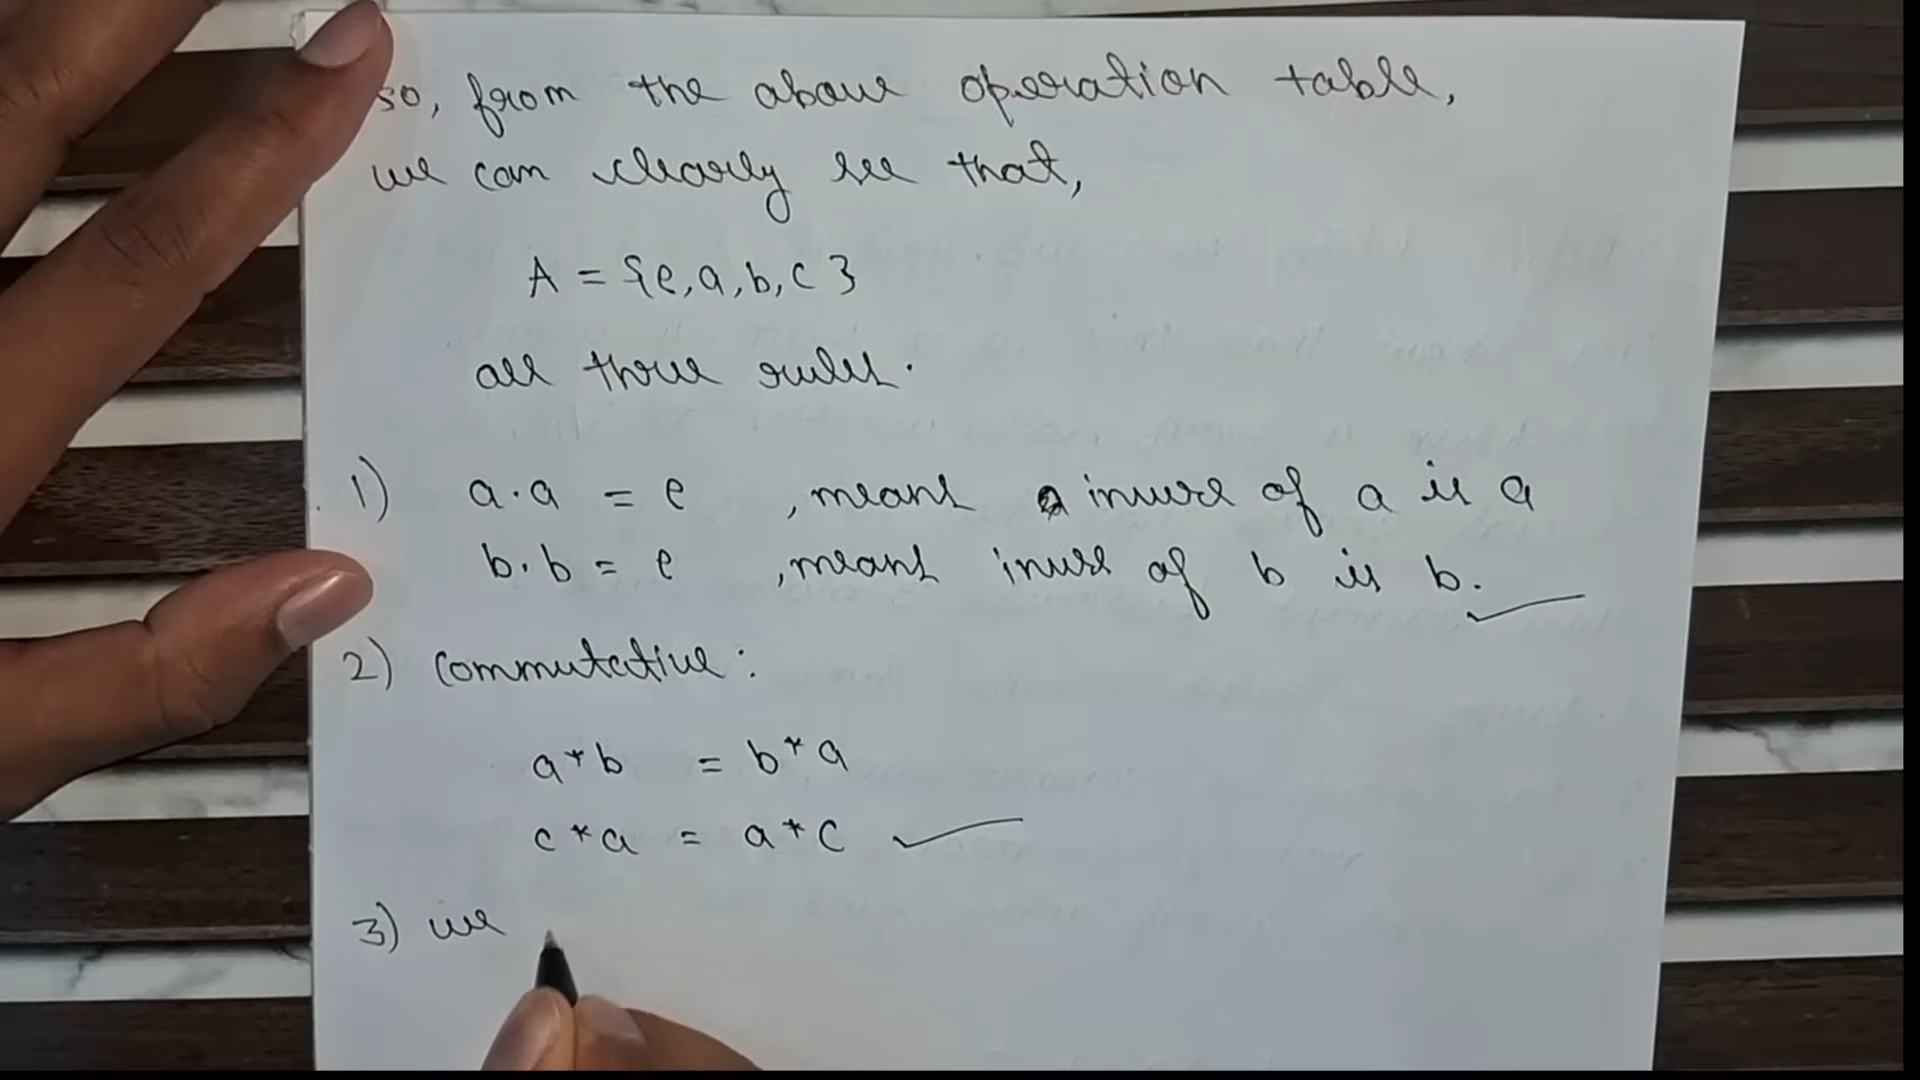 so, from the above operation table,
we can clearly see that,
A = {e, a, b, c}
all three rules.
1) a·a = e , means inverse of a is a
b·b = e , means inverse of b is b.
2) commutative:
a*b = b*a
c*a = a*c
3) we